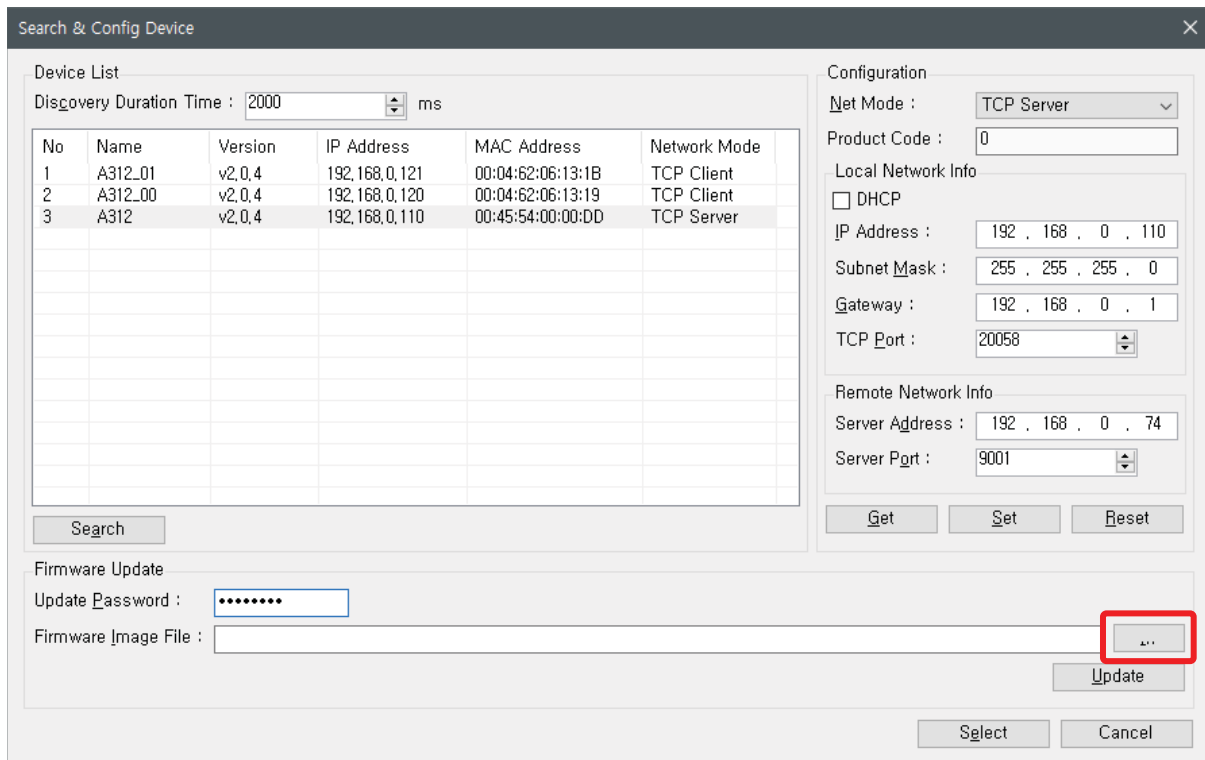 Search & Config Device
Device List
Discovery Duration Time : 2000 ms
No Name Version IP Address MAC Address Network Mode
1 A312_01 v2,0,4 192,168,0,121 00:04:62:06:13:1B TCP Client
2 A312_00 v2,0,4 192,168,0,120 00:04:62:06:13:19 TCP Client
3 A312 v2,0,4 192,168,0,110 00:45:54:00:00:DD TCP Server
Search
Configuration
Net Mode : TCP Server
Product Code : 0
Local Network Info
DHCP
IP Address : 192 . 168 . 0 . 110
Subnet Mask : 255 . 255 . 255 . 0
Gateway : 192 . 168 . 0 . 1
TCP Port : 20058
Remote Network Info
Server Address : 192 . 168 . 0 . 74
Server Port : 9001
Get Set Reset
Firmware Update
Update Password : ••••••••
Firmware Image File : ...
Update
Select Cancel